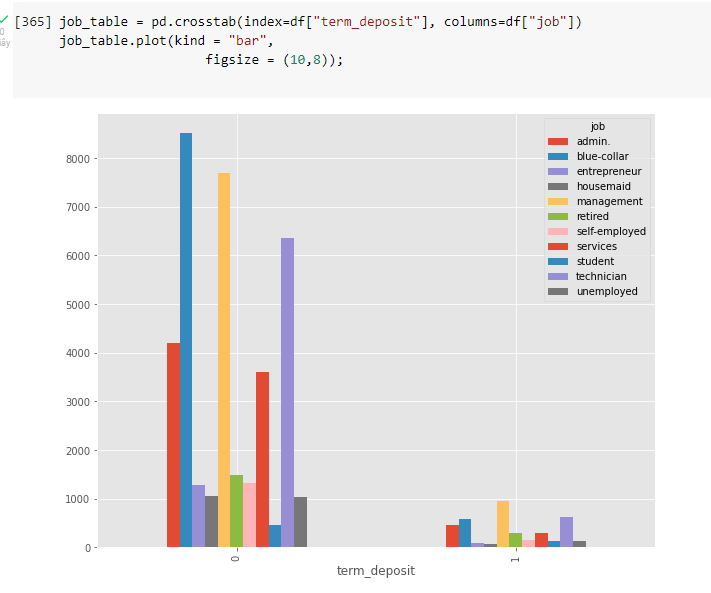 [365] job_table = pd.crosstab(index=df["term_deposit"], columns=df["job"])
0
giây
job_table.plot(kind = "bar",
figsize = (10,8));
job
admin.
blue-collar
entrepreneur
housemaid
management
retired
self-employed
services
student
technician
unemployed
8000
7000
6000
5000
4000
3000
2000
1000
0
0
1
term_deposit